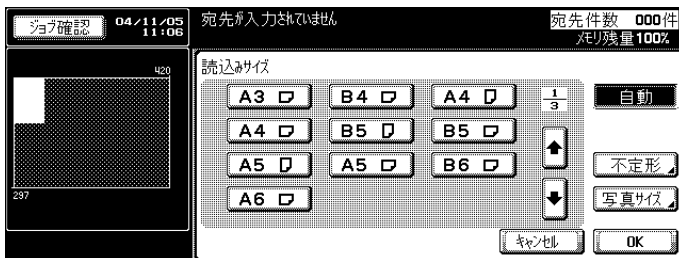 ジョブ確認
04/11/05
11:06
宛先が入力されていません
宛先件数 000件
メモリ残量100%
420
297
読込みサイズ
A3 B4 A4
A4 B5 B5
A5 A5 B6
A6
1/3
自動
不定形
写真サイズ
キャンセル
OK